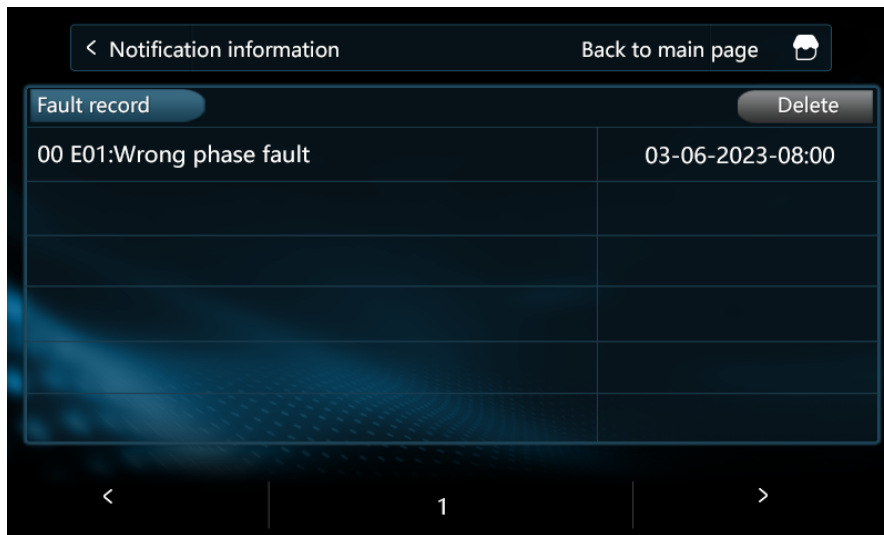 < Notification information Back to main page
Fault record Delete
00 E01:Wrong phase fault 03-06-2023-08:00
< 1 >